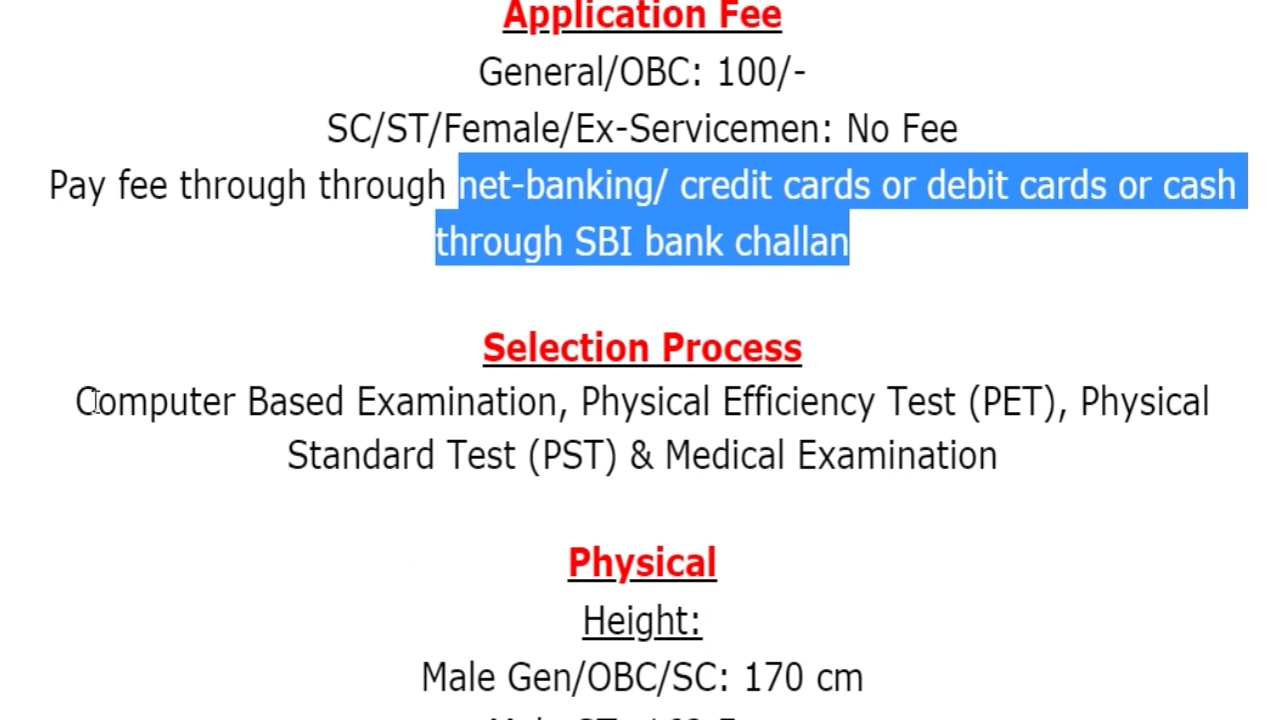 Application Fee
General/OBC: 100/-
SC/ST/Female/Ex-Servicemen: No Fee
Pay fee through through net-banking/ credit cards or debit cards or cash
through SBI bank challan
Selection Process
Computer Based Examination, Physical Efficiency Test (PET), Physical
Standard Test (PST) & Medical Examination
Physical
Height:
Male Gen/OBC/SC: 170 cm